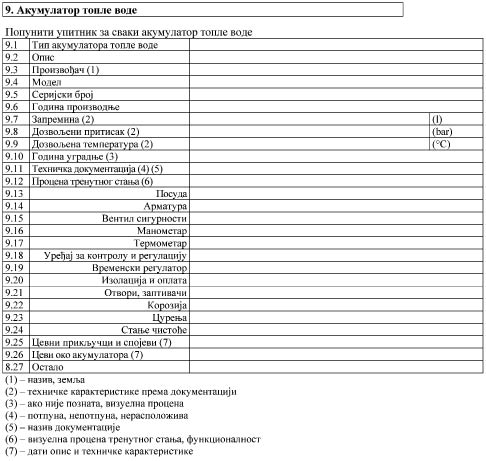 9. Акумулатор топле воде
Попунити упитник за сваки акумулатор топле воде
9.1 Тип акумулатора топле воде
9.2 Опис
9.3 Произвођач (1)
9.4 Модел
9.5 Серијски број
9.6 Година производње
9.7 Запремина (2) (l)
9.8 Дозвољени притисак (2) (bar)
9.9 Дозвољена температура (2) (°C)
9.10 Година уградње (3)
9.11 Техничка документација (4) (5)
9.12 Процена тренутног стања (6)
9.13 Посуда
9.14 Арматура
9.15 Вентил сигурности
9.16 Манометар
9.17 Термометар
9.18 Уређај за контролу и регулацију
9.19 Временски регулатор
9.20 Изолација и оплата
9.21 Отвори, заптивачи
9.22 Корозија
9.23 Цурења
9.24 Стање чистоће
9.25 Цевни прикључци и спојеви (7)
9.26 Цеви око акумулатора (7)
8.27 Остало
(1) – назив, земља
(2) – техничке карактеристике према документацији
(3) – ако није позната, визуелна процена
(4) – потпуна, непотпуна, нерасположива
(5) – назив документације
(6) – визуелна процена тренутног стања, функционалност
(7) – дати опис и техничке карактеристике